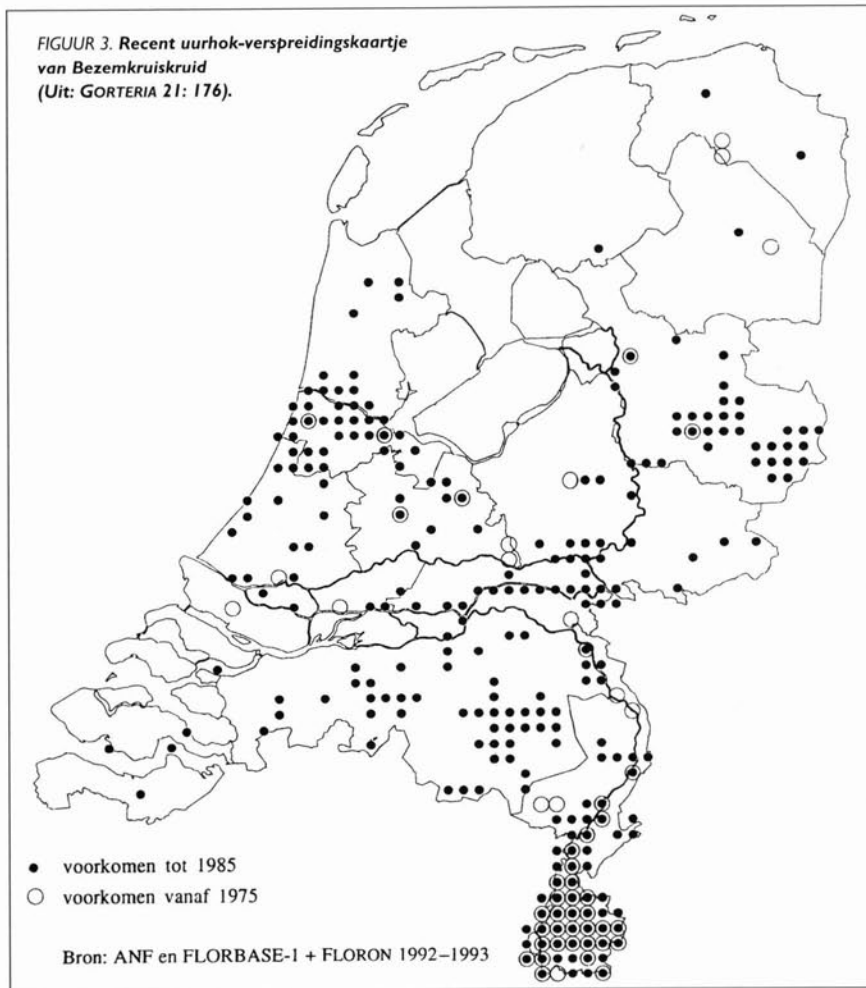 FIGUUR 3. Recent uurhok-verspreidingskaartje
van Bezemkruiskruid
(Uit: GORTERIA 21: 176).
voorkomen tot 1985
voorkomen vanaf 1975
Bron: ANF en FLORBASE-1 + FLORON 1992–1993